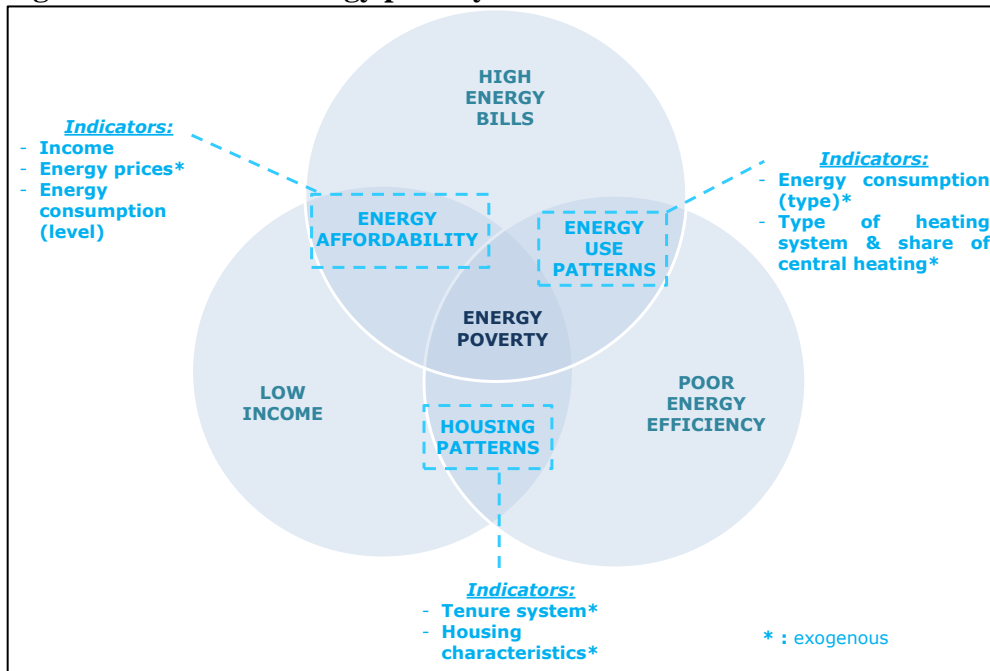 HIGH
ENERGY
BILLS
Indicators:
- Income
- Energy prices*
- Energy
consumption
(level)
Indicators:
- Energy consumption
(type)*
- Type of heating
system & share of
central heating*
ENERGY
AFFORDABILITY
ENERGY
USE
PATTERNS
ENERGY
POVERTY
LOW
INCOME
POOR
ENERGY
EFFICIENCY
HOUSING
PATTERNS
Indicators:
- Tenure system*
- Housing
characteristics*
* : exogenous